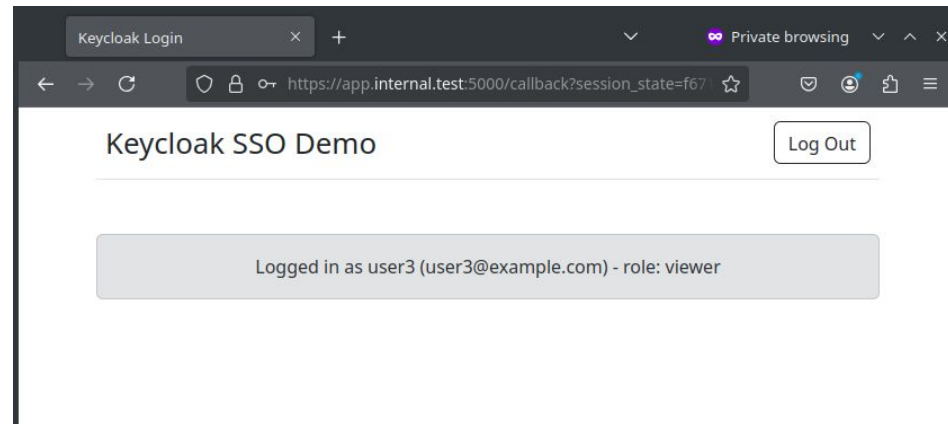 Keycloak Login
Private browsing
https://app.internal.test:5000/callback?session_state=f67
Keycloak SSO Demo
Log Out
Logged in as user3 (user3@example.com) - role: viewer